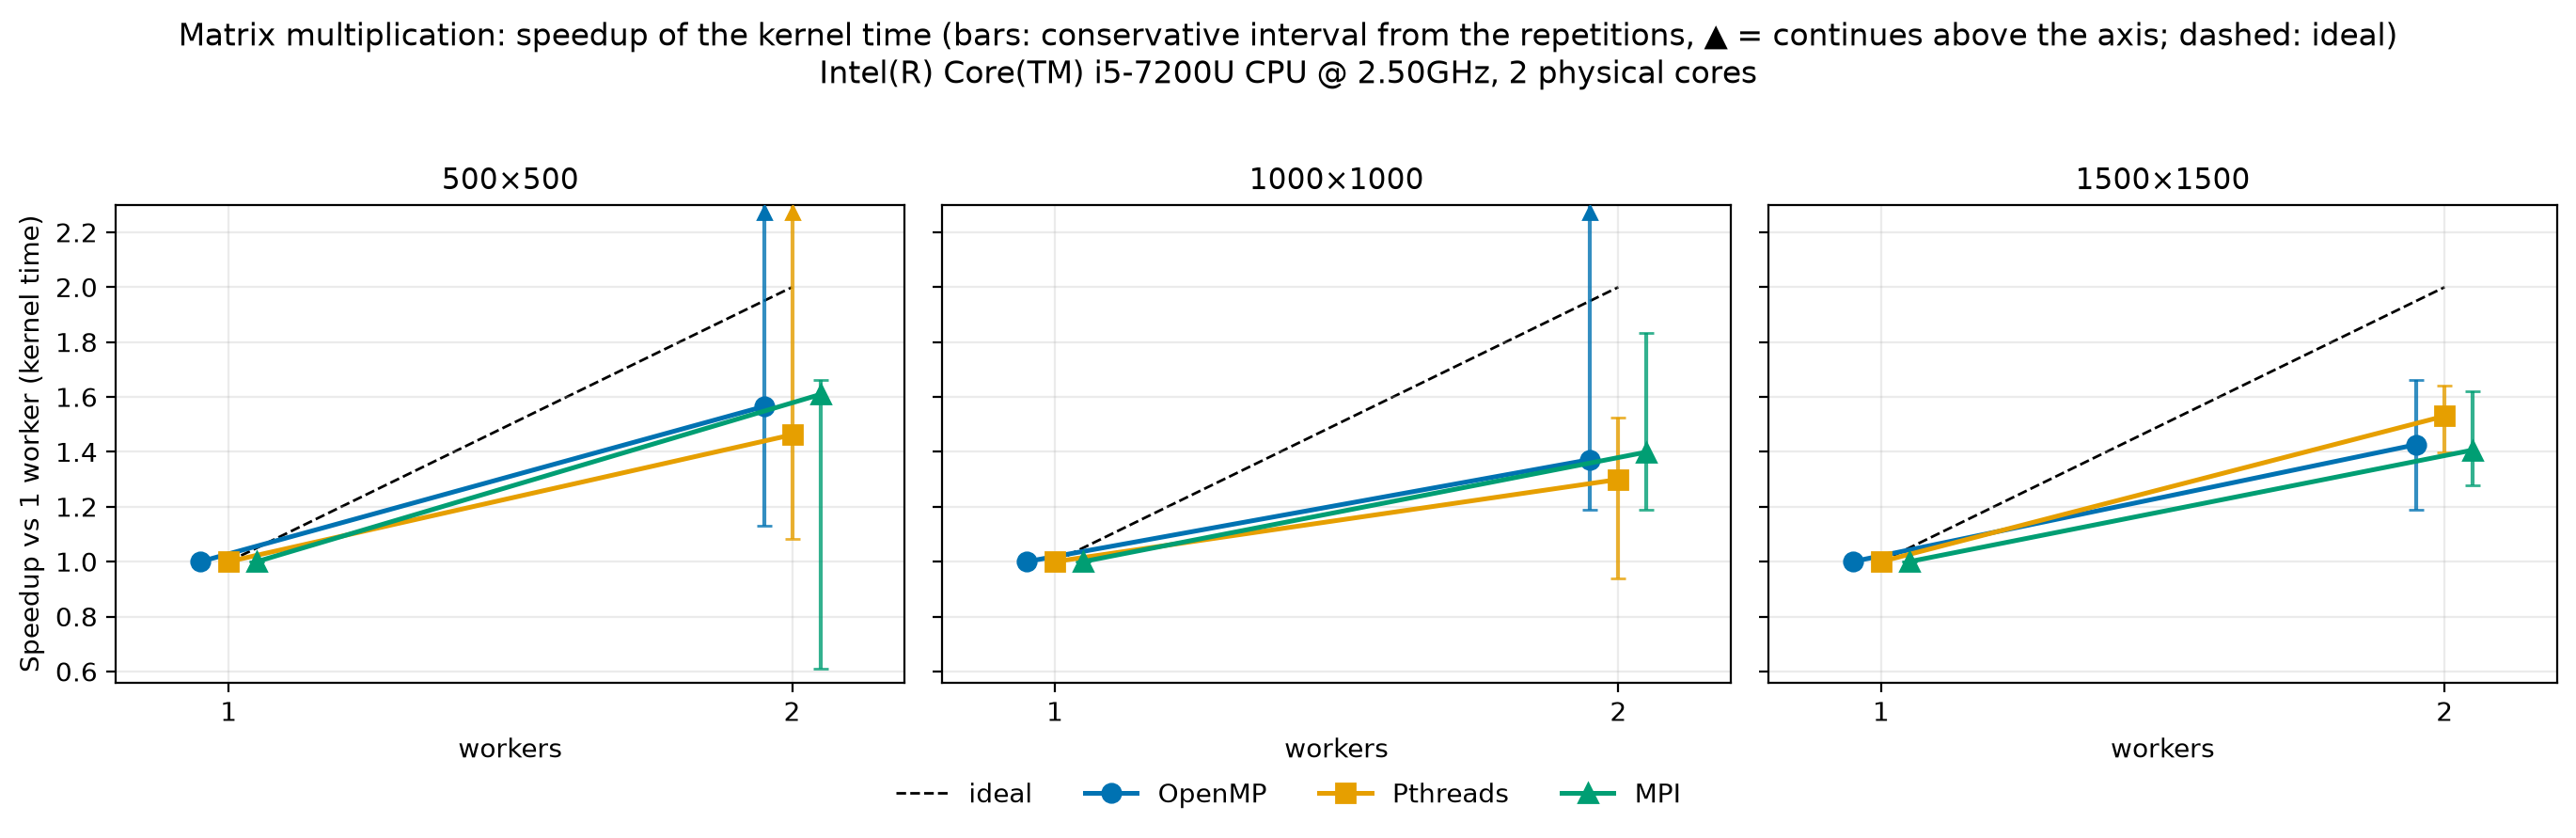 Matrix multiplication: speedup of the kernel time (bars: conservative interval from the repetitions, ▲ = continues above the axis; dashed: ideal)
Intel(R) Core(TM) i5-7200U CPU @ 2.50GHz, 2 physical cores
500×500
1000×1000
1500×1500
Speedup vs 1 worker (kernel time)
2.2
2.0
1.8
1.6
1.4
1.2
1.0
0.8
0.6
1
2
1
2
1
2
workers
workers
workers
ideal
OpenMP
Pthreads
MPI